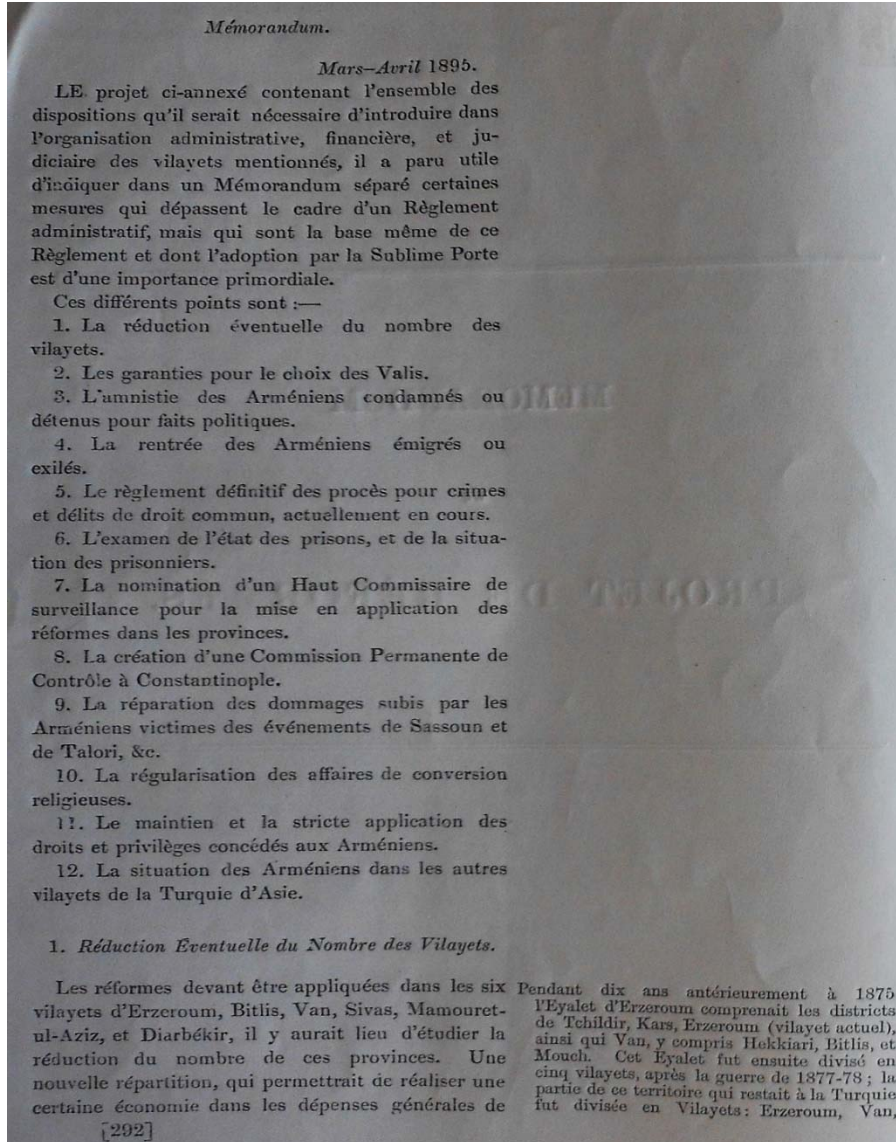 Mémorandum.
Mars–Avril 1895.
LE projet ci-annexé contenant l'ensemble des
dispositions qu'il serait nécessaire d'introduire dans
l'organisation administrative, financière, et ju-
diciaire des vilayets mentionnés, il a paru utile
d'indiquer dans un Mémorandum séparé certaines
mesures qui dépassent le cadre d'un Règlement
administratif, mais qui sont la base même de ce
Règlement et dont l'adoption par la Sublime Porte
est d'une importance primordiale.
Ces différents points sont :—
1. La réduction éventuelle du nombre des
vilayets.
2. Les garanties pour le choix des Valis.
3. L'amnistie des Arméniens condamnés ou
détenus pour faits politiques.
4. La rentrée des Arméniens émigrés ou
exilés.
5. Le règlement définitif des procès pour crimes
et délits de droit commun, actuellement en cours.
6. L'examen de l'état des prisons, et de la situa-
tion des prisonniers.
7. La nomination d'un Haut Commissaire de
surveillance pour la mise en application des
réformes dans les provinces.
8. La création d'une Commission Permanente de
Contrôle à Constantinople.
9. La réparation des dommages subis par les
Arméniens victimes des événements de Sassoun et
de Talori, &c.
10. La régularisation des affaires de conversion
religieuses.
11. Le maintien et la stricte application des
droits et privilèges concédés aux Arméniens.
12. La situation des Arméniens dans les autres
vilayets de la Turquie d'Asie.
1. Réduction Eventuelle du Nombre des Vilayets.
Les réformes devant être appliquées dans les six
vilayets d'Erzeroum, Bitlis, Van, Sivas, Mamouret-
ul-Aziz, et Diarbékir, il y aurait lieu d'étudier la
réduction du nombre de ces provinces. Une
nouvelle répartition, qui permettrait de réaliser une
certaine économie dans les dépenses générales de
[292]
Pendant dix ans antérieurement à 1875
l'Eyalet d'Erzeroum comprenait les districts
de Tchildir, Kars, Erzeroum (vilayet actuel),
ainsi qui Van, y compris Hekkiari, Bitlis, et
Mouch. Cet Eyalet fut ensuite divisé en
cinq vilayets, après la guerre de 1877-78 ; la
partie de ce territoire qui restait à la Turquie
fut divisée en Vilayets: Erzeroum, Van,